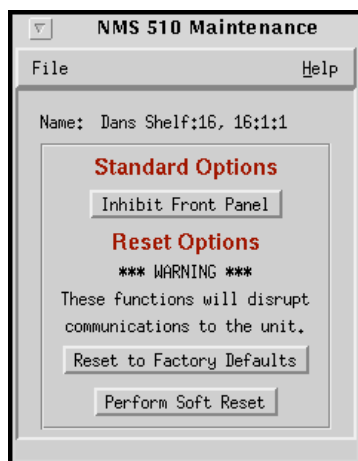 NMS 510 Maintenance
File Help
Name: Dans Shelf:16, 16:1:1
Standard Options
Inhibit Front Panel
Reset Options
*** WARNING ***
These functions will disrupt
communications to the unit.
Reset to Factory Defaults
Perform Soft Reset